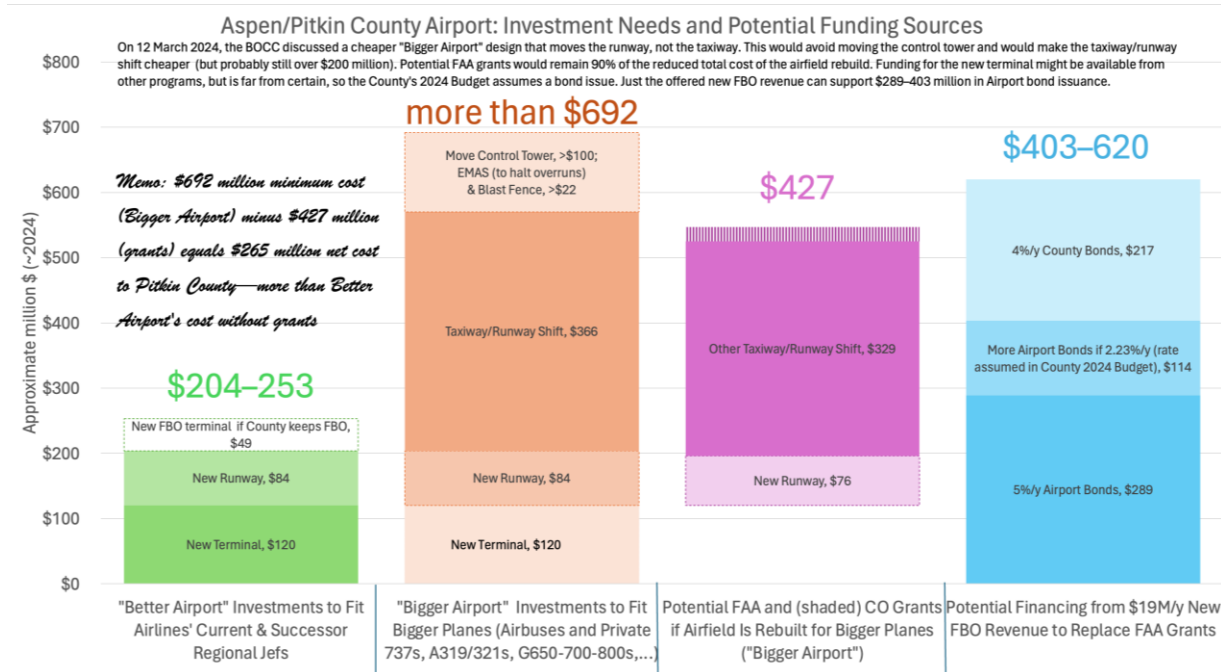 Aspen/Pitkin County Airport: Investment Needs and Potential Funding Sources
On 12 March 2024, the BOCC discussed a cheaper "Bigger Airport" design that moves the runway, not the taxiway. This would avoid moving the control tower and would make the taxiway/runway
shift cheaper (but probably still over $200 million). Potential FAA grants would remain 90% of the reduced total cost of the airfield rebuild. Funding for the new terminal might be available from
other programs, but is far from certain, so the County's 2024 Budget assumes a bond issue. Just the offered new FBO revenue can support $289–403 million in Airport bond issuance.
Approximate million $ (~2024)
$800
$700
$600
$500
$400
$300
$200
$100
$0
Memo: $692 million minimum cost
(Bigger Airport) minus $427 million
(grants) equals $265 million net cost
to Pitkin County—more than Better
Airport's cost without grants
$204–253
New FBO terminal if County keeps FBO,
$49
New Runway, $84
New Terminal, $120
more than $692
Move Control Tower, >$100;
EMAS (to halt overruns)
& Blast Fence, >$22
Taxiway/Runway Shift, $366
New Runway, $84
New Terminal, $120
$427
Other Taxiway/Runway Shift, $329
New Runway, $76
$403–620
4%/y County Bonds, $217
More Airport Bonds if 2.23%/y (rate
assumed in County 2024 Budget), $114
5%/y Airport Bonds, $289
"Better Airport" Investments to Fit
Airlines' Current & Successor
Regional Jefs
"Bigger Airport" Investments to Fit
Bigger Planes (Airbuses and Private
737s, A319/321s, G650-700-800s,...)
Potential FAA and (shaded) CO Grants
if Airfield Is Rebuilt for Bigger Planes
("Bigger Airport")
Potential Financing from $19M/y New
FBO Revenue to Replace FAA Grants